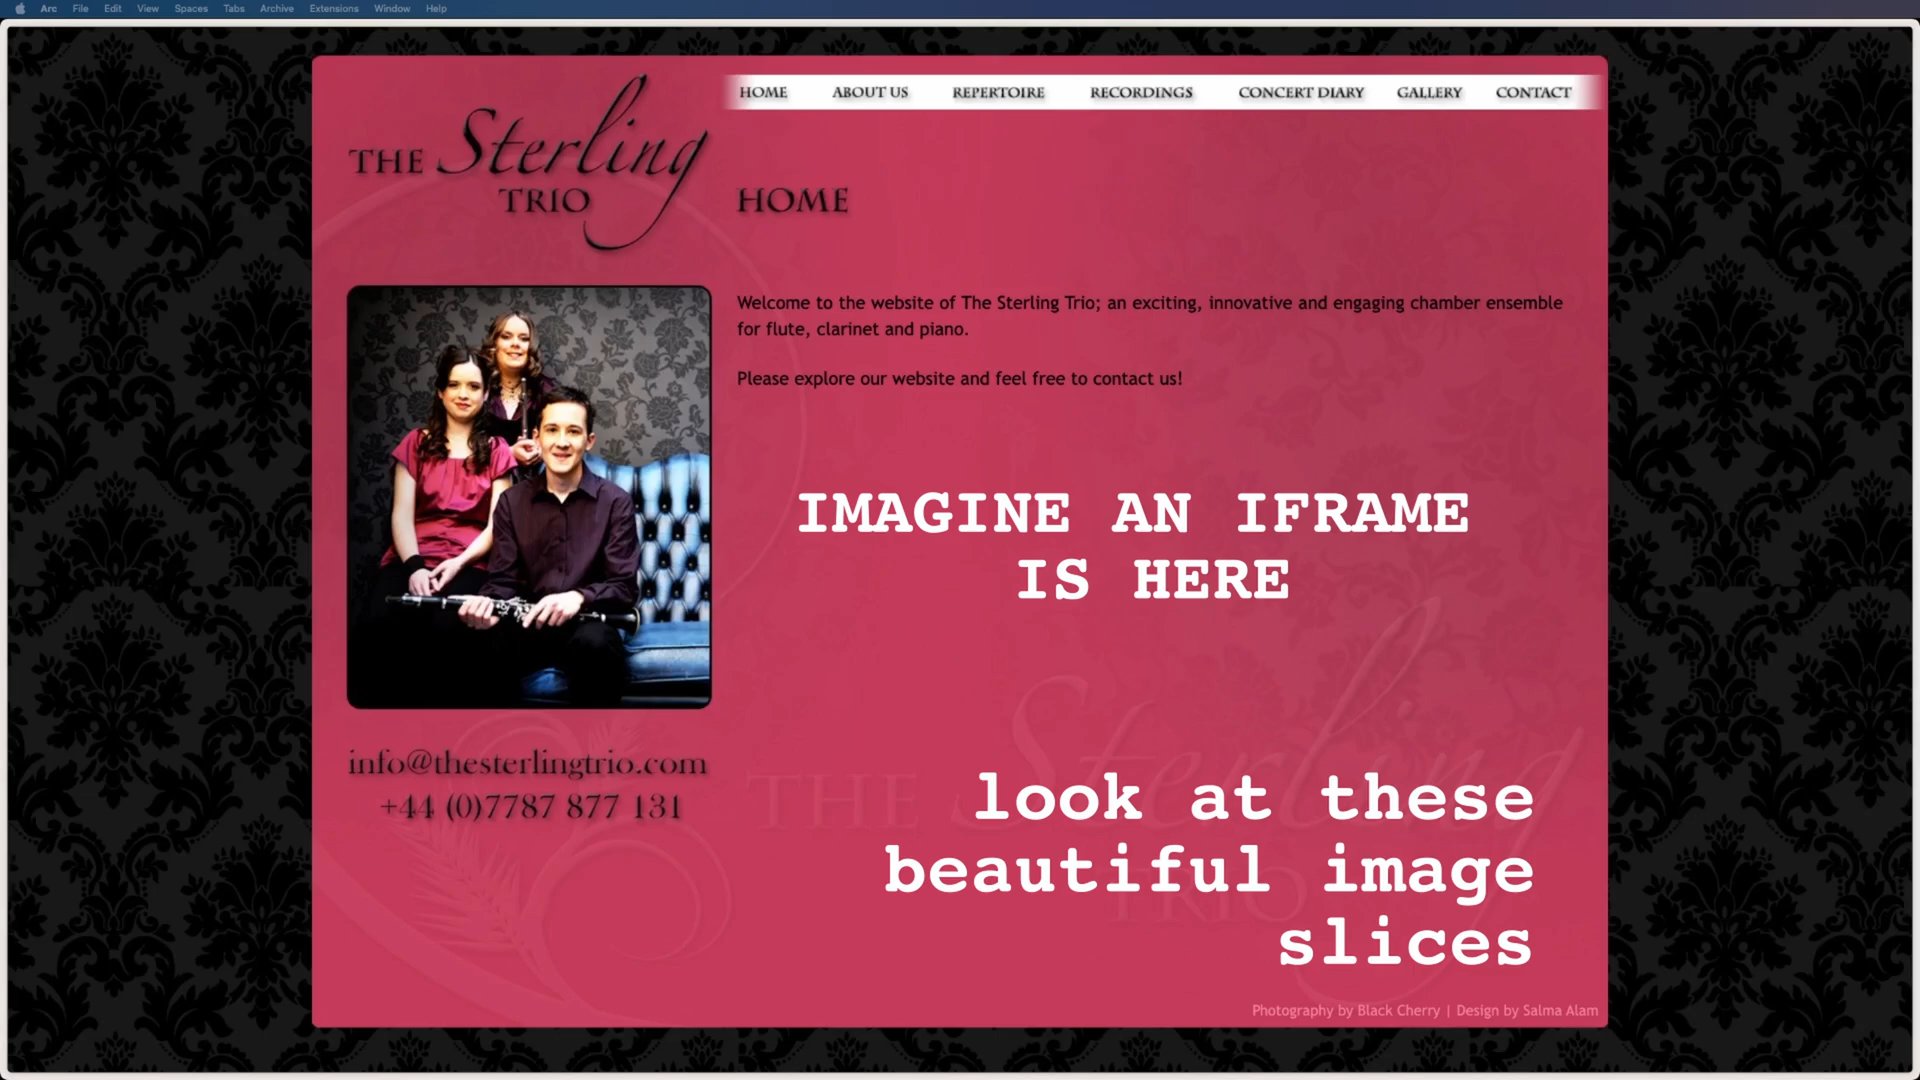 Arc File Edit View Spaces Tabs Archive Extensions Window Help
THE Sterling
TRIO
HOME ABOUT US REPERTOIRE RECORDINGS CONCERT DIARY GALLERY CONTACT
HOME
Welcome to the website of The Sterling Trio; an exciting, innovative and engaging chamber ensemble
for flute, clarinet and piano.
Please explore our website and feel free to contact us!
IMAGINE AN IFRAME
IS HERE
info@thesterlingtrio.com
+44 (0)7787 877 131
THE Sterling
TRIO
look at these
beautiful image
slices
Photography by Black Cherry | Design by Salma Alam